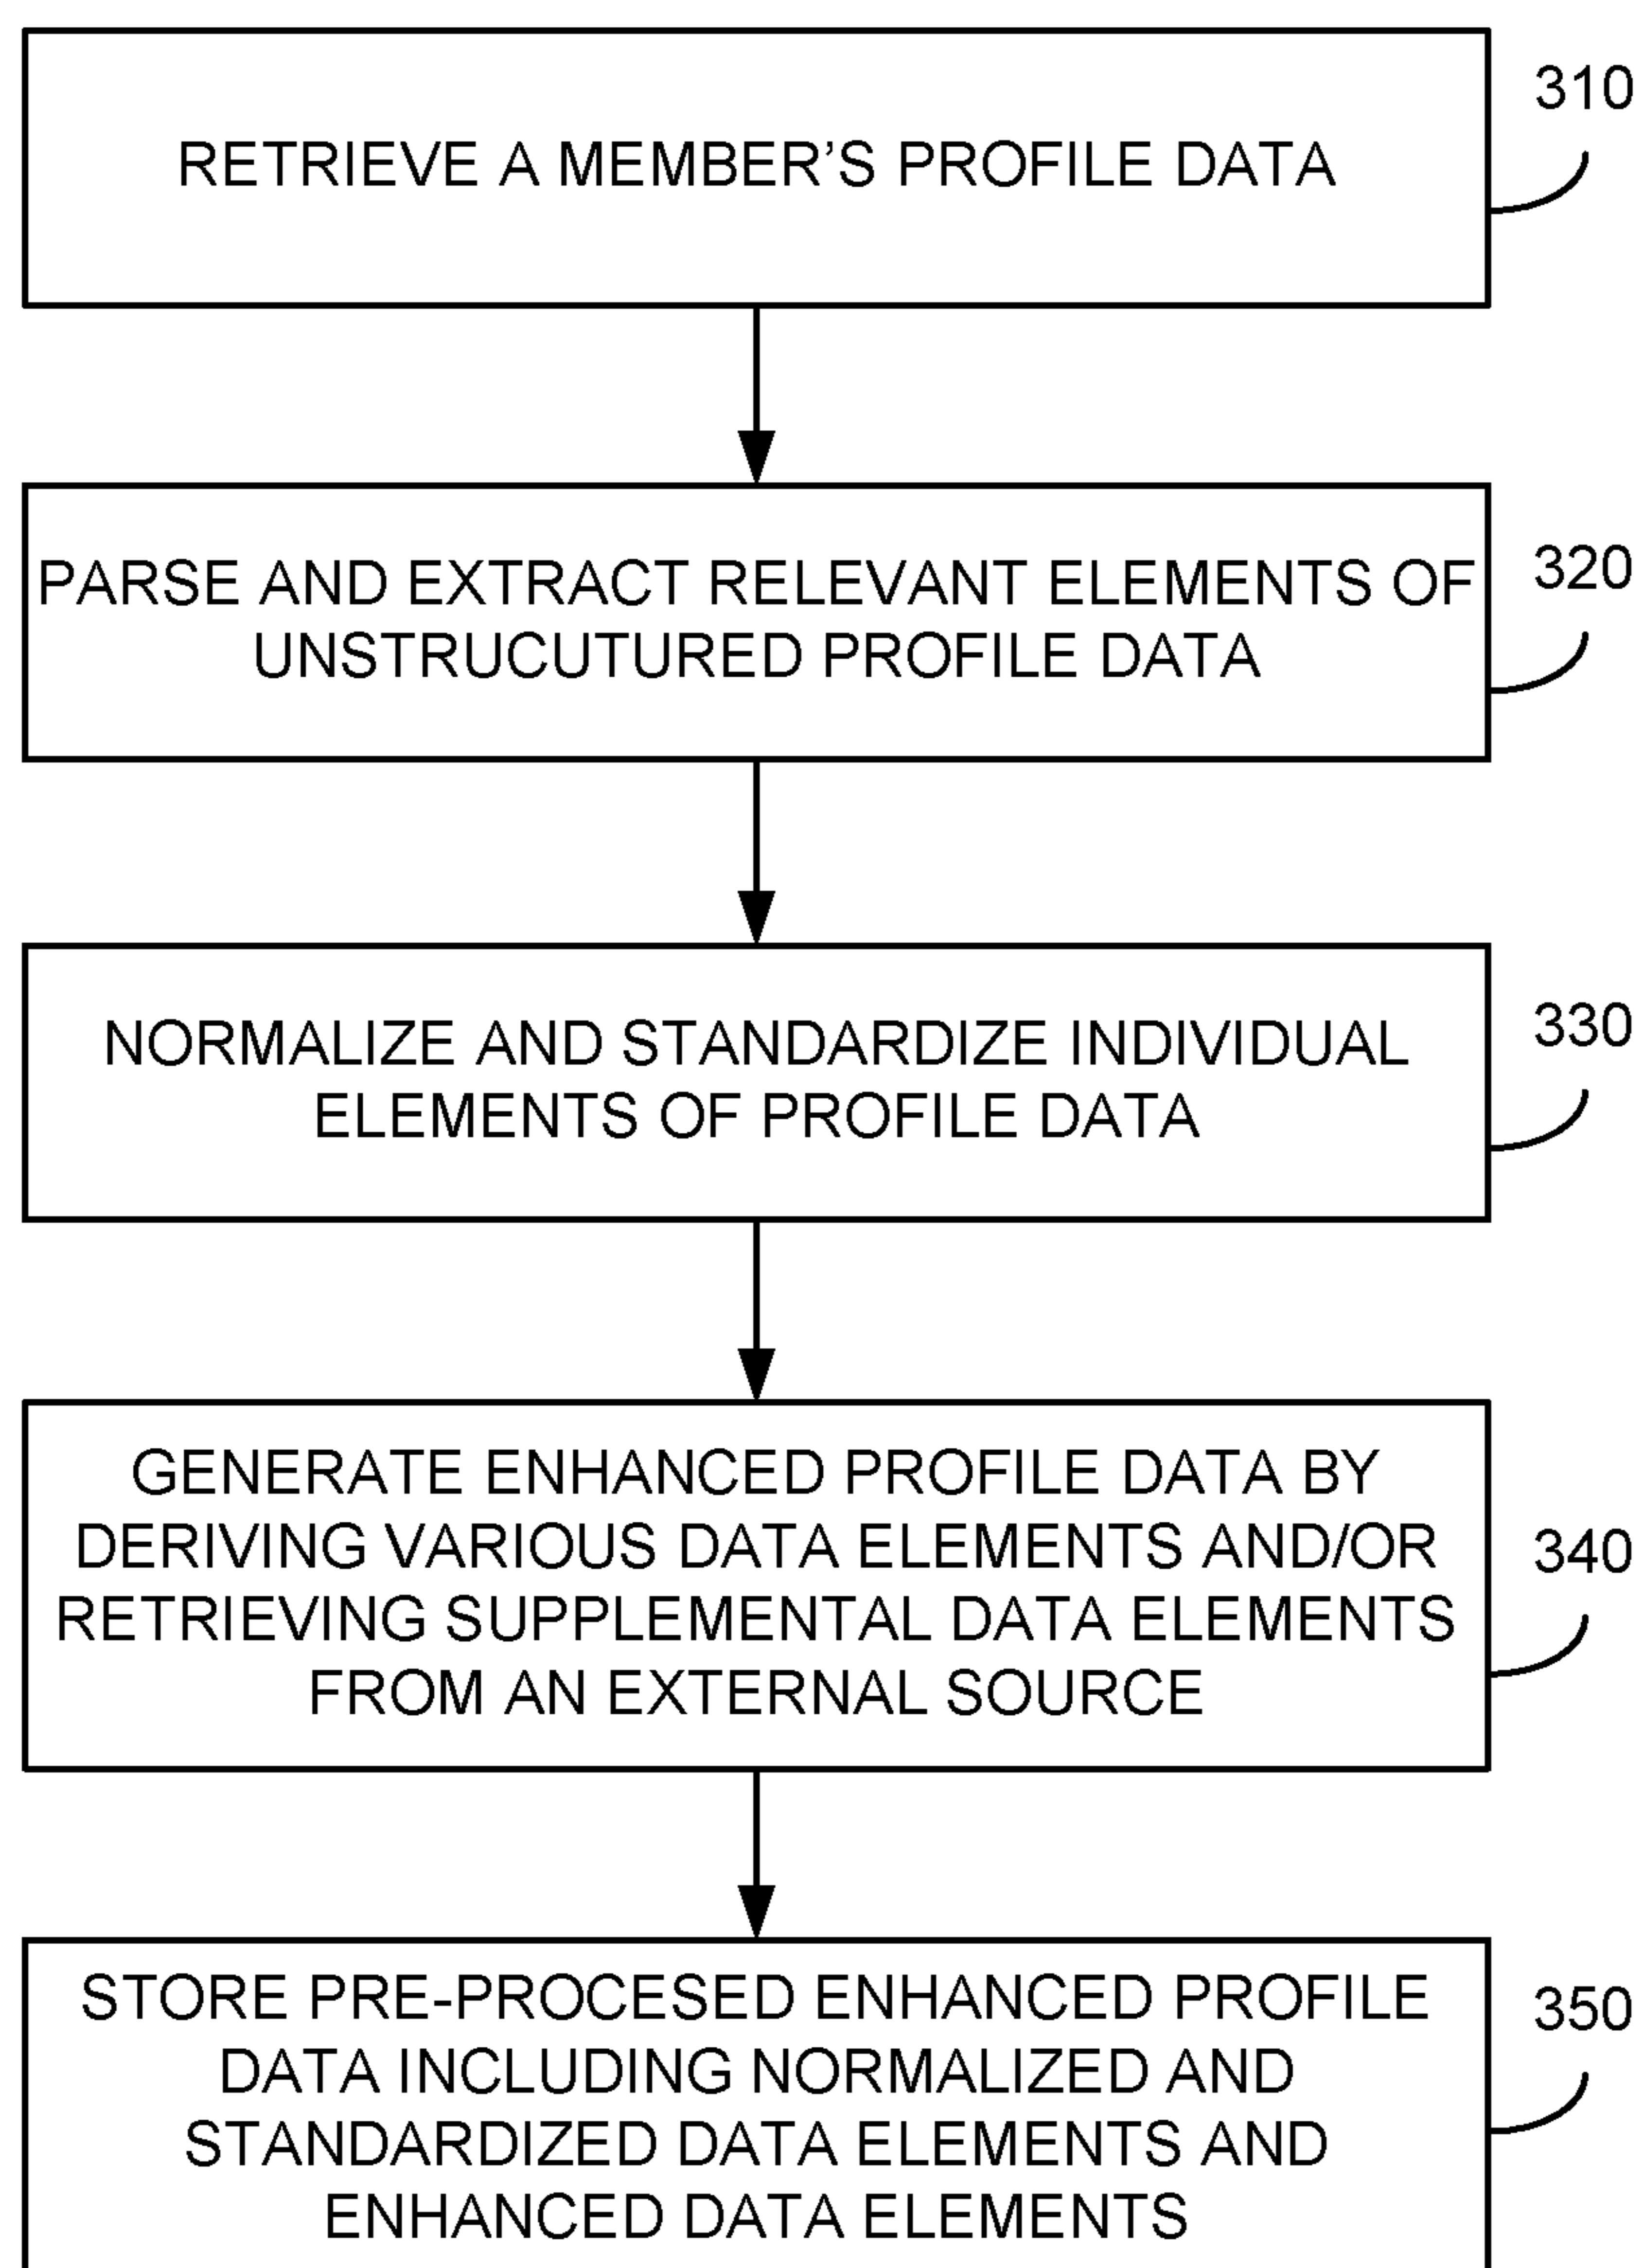 RETRIEVE A MEMBER'S PROFILE DATA
310
PARSE AND EXTRACT RELEVANT ELEMENTS OF
UNSTRUCUTURED PROFILE DATA
320
NORMALIZE AND STANDARDIZE INDIVIDUAL
ELEMENTS OF PROFILE DATA
330
GENERATE ENHANCED PROFILE DATA BY
DERIVING VARIOUS DATA ELEMENTS AND/OR
RETRIEVING SUPPLEMENTAL DATA ELEMENTS
FROM AN EXTERNAL SOURCE
340
STORE PRE-PROCESED ENHANCED PROFILE
DATA INCLUDING NORMALIZED AND
STANDARDIZED DATA ELEMENTS AND
ENHANCED DATA ELEMENTS
350